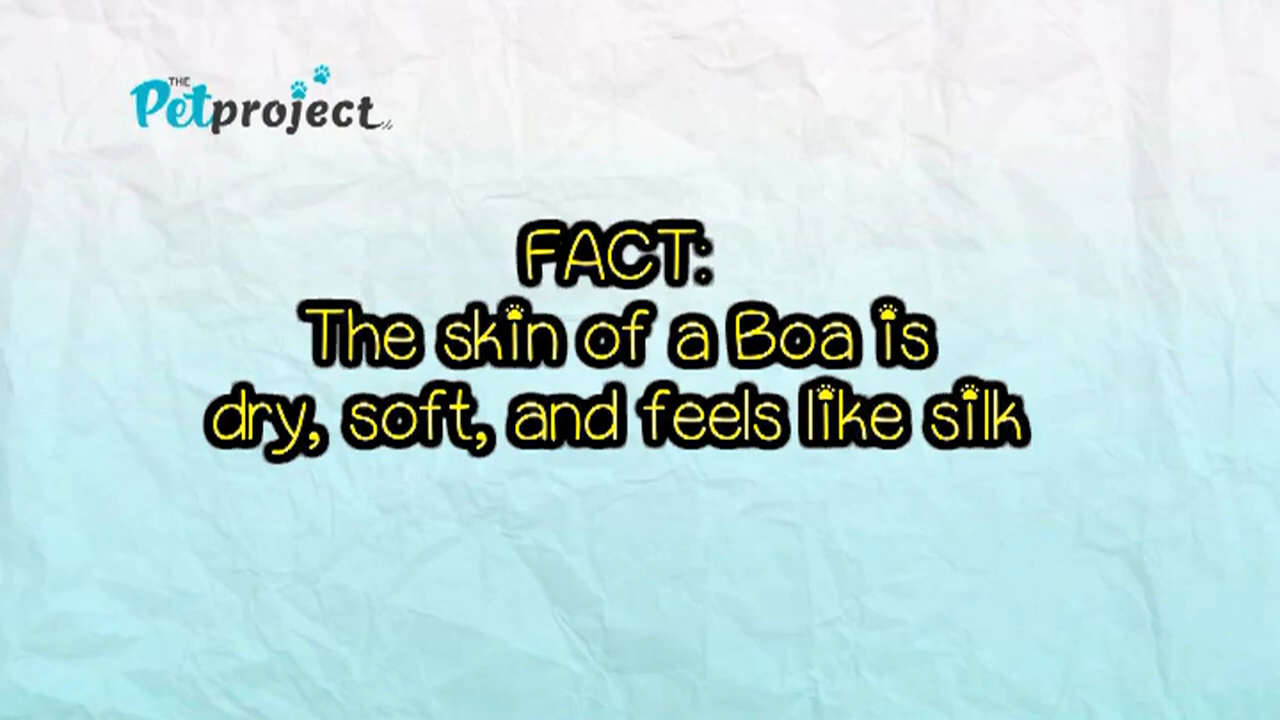 THE
Petproject
FACT:
The skin of a Boa is
dry, soft, and feels like silk